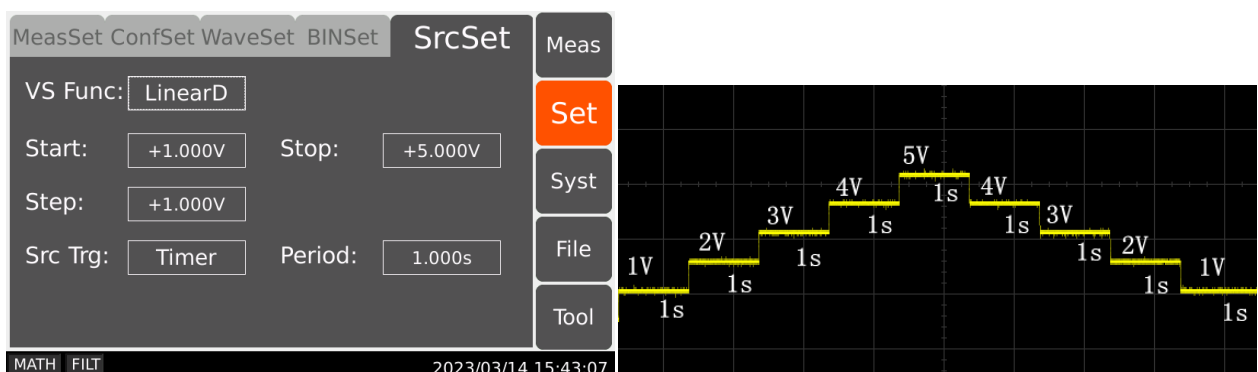 MeasSet ConfSet WaveSet BINSet SrcSet
VS Func: LinearD
Start: +1.000V Stop: +5.000V
Step: +1.000V
Src Trg: Timer Period: 1.000s
Meas
Set
Syst
File
Tool
MATH FILT 2023/03/14 15:43:07
5V
4V 1s 4V
3V 1s 1s 3V
2V 1s 1s 2V
1V 1s 1s 1V
1s 1s